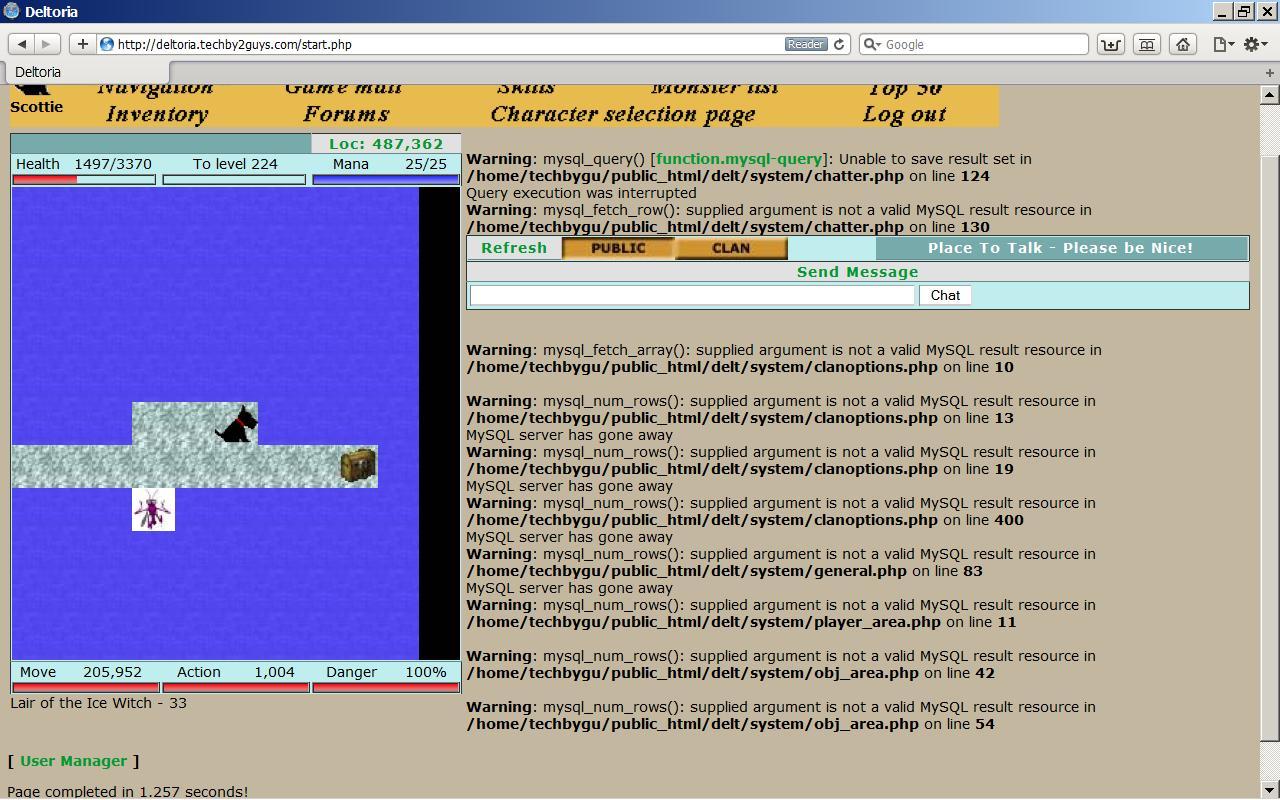 Deltoria
http://deltoria.techby2guys.com/start.php
Reader
Google
Deltoria
Scottie
Navigation Game mail Skills Monster list Top 50
Inventory Forums Character selection page Log out
Loc: 487,362
Health 1497/3370 To level 224 Mana 25/25
Move 205,952 Action 1,004 Danger 100%
Lair of the Ice Witch - 33
Warning: mysql_query() [function.mysql-query]: Unable to save result set in
/home/techbygu/public_html/delt/system/chatter.php on line 124
Query execution was interrupted
Warning: mysql_fetch_row(): supplied argument is not a valid MySQL result resource in
/home/techbygu/public_html/delt/system/chatter.php on line 130
Refresh PUBLIC CLAN Place To Talk - Please be Nice!
Send Message
Chat
Warning: mysql_fetch_array(): supplied argument is not a valid MySQL result resource in
/home/techbygu/public_html/delt/system/clanoptions.php on line 10
Warning: mysql_num_rows(): supplied argument is not a valid MySQL result resource in
/home/techbygu/public_html/delt/system/clanoptions.php on line 13
MySQL server has gone away
Warning: mysql_num_rows(): supplied argument is not a valid MySQL result resource in
/home/techbygu/public_html/delt/system/clanoptions.php on line 19
MySQL server has gone away
Warning: mysql_num_rows(): supplied argument is not a valid MySQL result resource in
/home/techbygu/public_html/delt/system/clanoptions.php on line 400
MySQL server has gone away
Warning: mysql_num_rows(): supplied argument is not a valid MySQL result resource in
/home/techbygu/public_html/delt/system/general.php on line 83
MySQL server has gone away
Warning: mysql_num_rows(): supplied argument is not a valid MySQL result resource in
/home/techbygu/public_html/delt/system/player_area.php on line 11
Warning: mysql_num_rows(): supplied argument is not a valid MySQL result resource in
/home/techbygu/public_html/delt/system/obj_area.php on line 42
Warning: mysql_num_rows(): supplied argument is not a valid MySQL result resource in
/home/techbygu/public_html/delt/system/obj_area.php on line 54
[ User Manager ]
Page completed in 1.257 seconds!